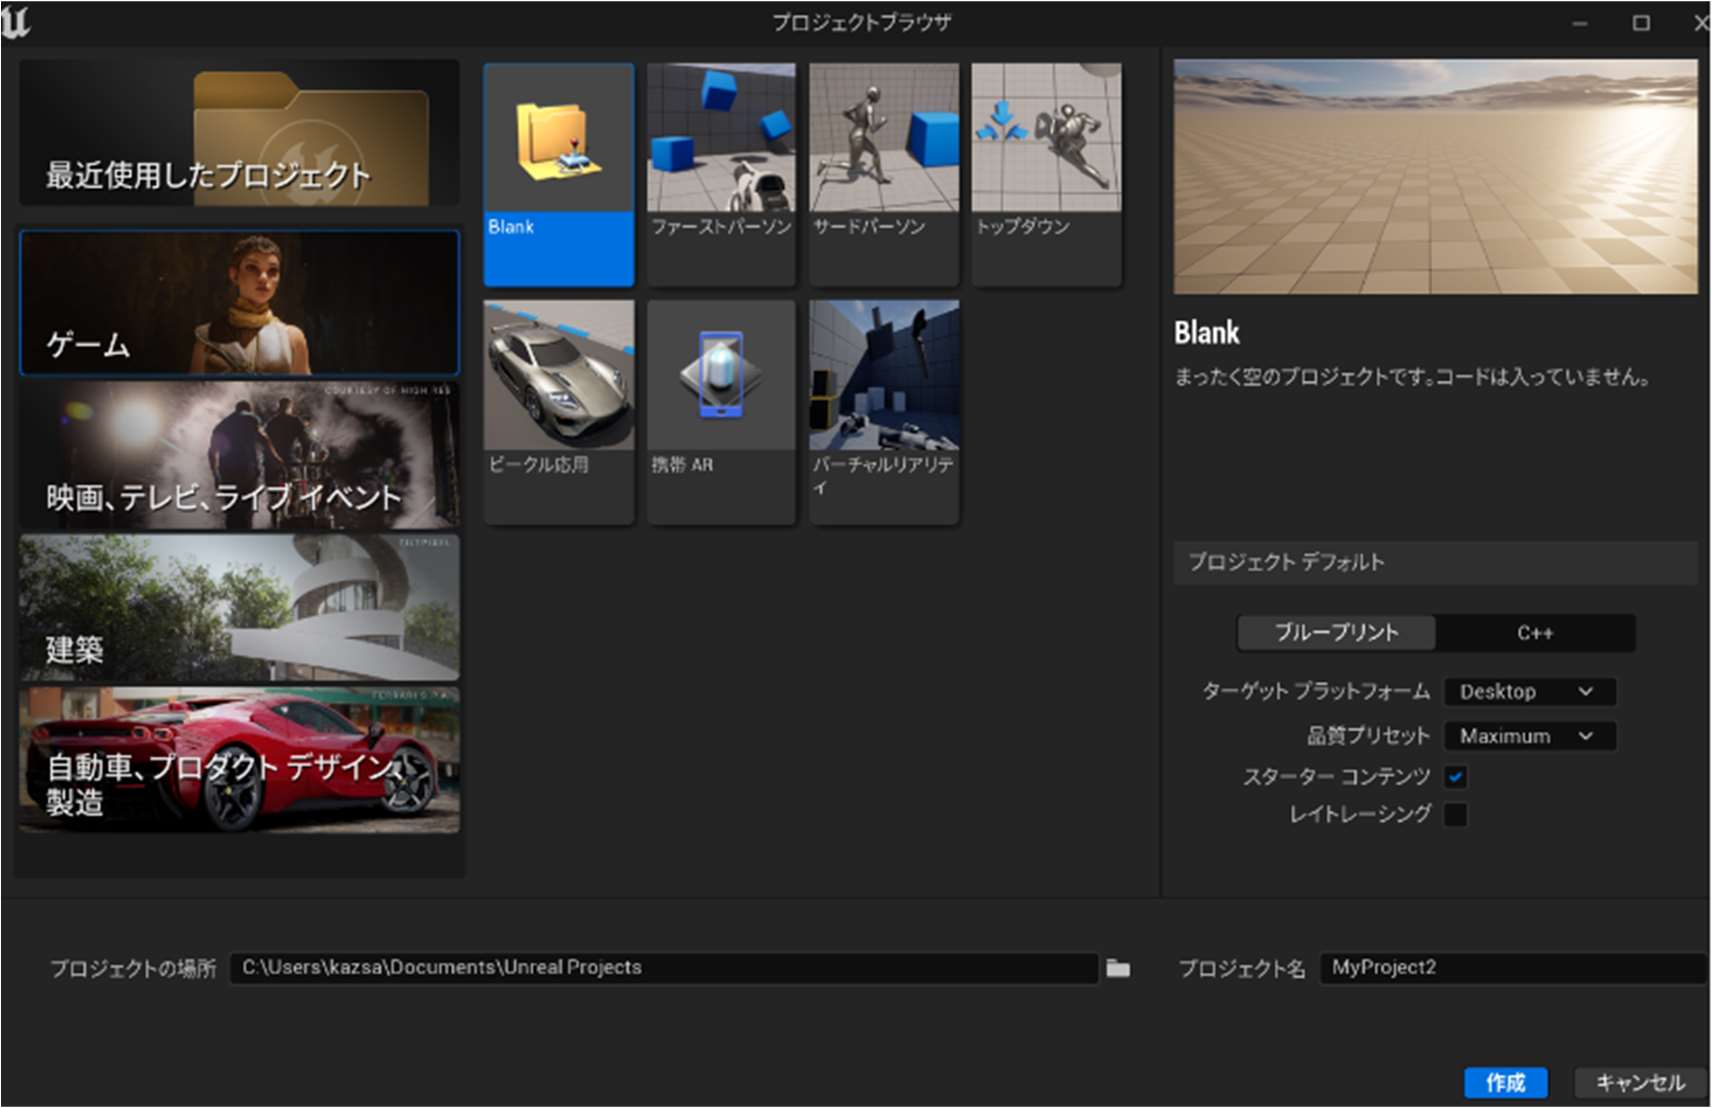 プロジェクトブラウザ
最近使用したプロジェクト
ゲーム
COURTESY OF HIGH RES
映画、テレビ、ライブ イベント
TILTPIXEL
建築
FERRARI S.P.A.
自動車、プロダクト デザイン、
製造
Blank
ファーストパーソン
サードパーソン
トップダウン
ビークル応用
携帯 AR
バーチャルリアリテ
ィ
Blank
まったく空のプロジェクトです。コードは入っていません。
プロジェクト デフォルト
ブループリント
C++
ターゲット プラットフォーム
Desktop
品質プリセット
Maximum
スターター コンテンツ
レイトレーシング
プロジェクトの場所
C:\Users\kazsa\Documents\Unreal Projects
プロジェクト名
MyProject2
作成
キャンセル